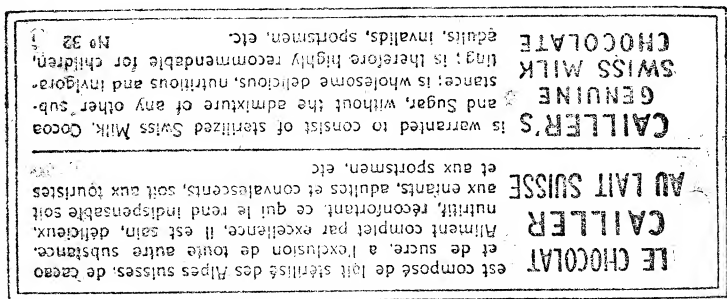 LE CHOCOLAT
CAILLER
AU LAIT SUISSE
est composé de lait stérilisé des Alpes suisses, de cacao
et de sucre, a l'exclusion de toute autre substance.
Aliment complet par excellence, il est sain, délicieux,
nutritif, réconfortant, ce qui le rend indispensable soit
aux enfants, adultes et convalescents, soit aux touristes
et aux sportsmen, etc
CAILLER'S
GENUINE
SWISS MILK
CHOCOLATE
is warranted to consist of sterilized Swiss Milk, Cocoa
and Sugar, without the admixture of any other sub-
stance; is wholesome delicious, nutritious and invigora-
ting; is therefore highly recommendable for children,
adults, invalids, sportsmen, etc.
Nº 32